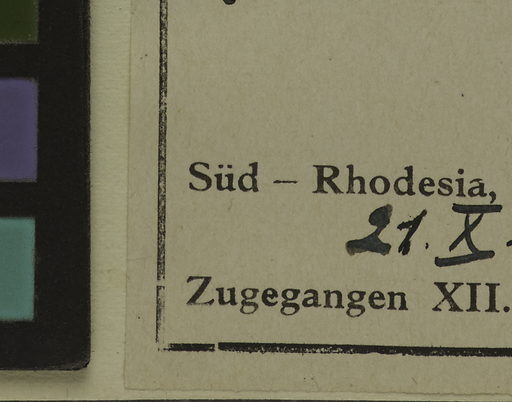 Süd – Rhodesia,
21. X.
Zugegangen XII.